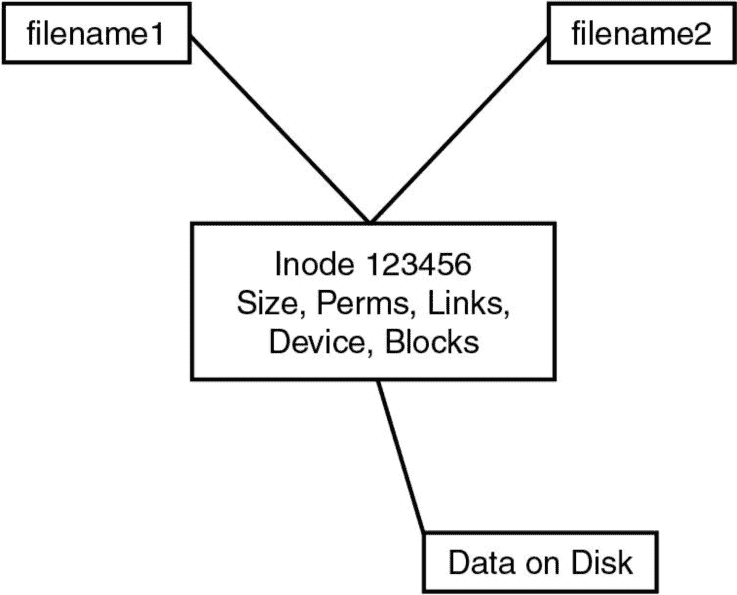 filename1
filename2
Inode 123456
Size, Perms, Links,
Device, Blocks
Data on Disk